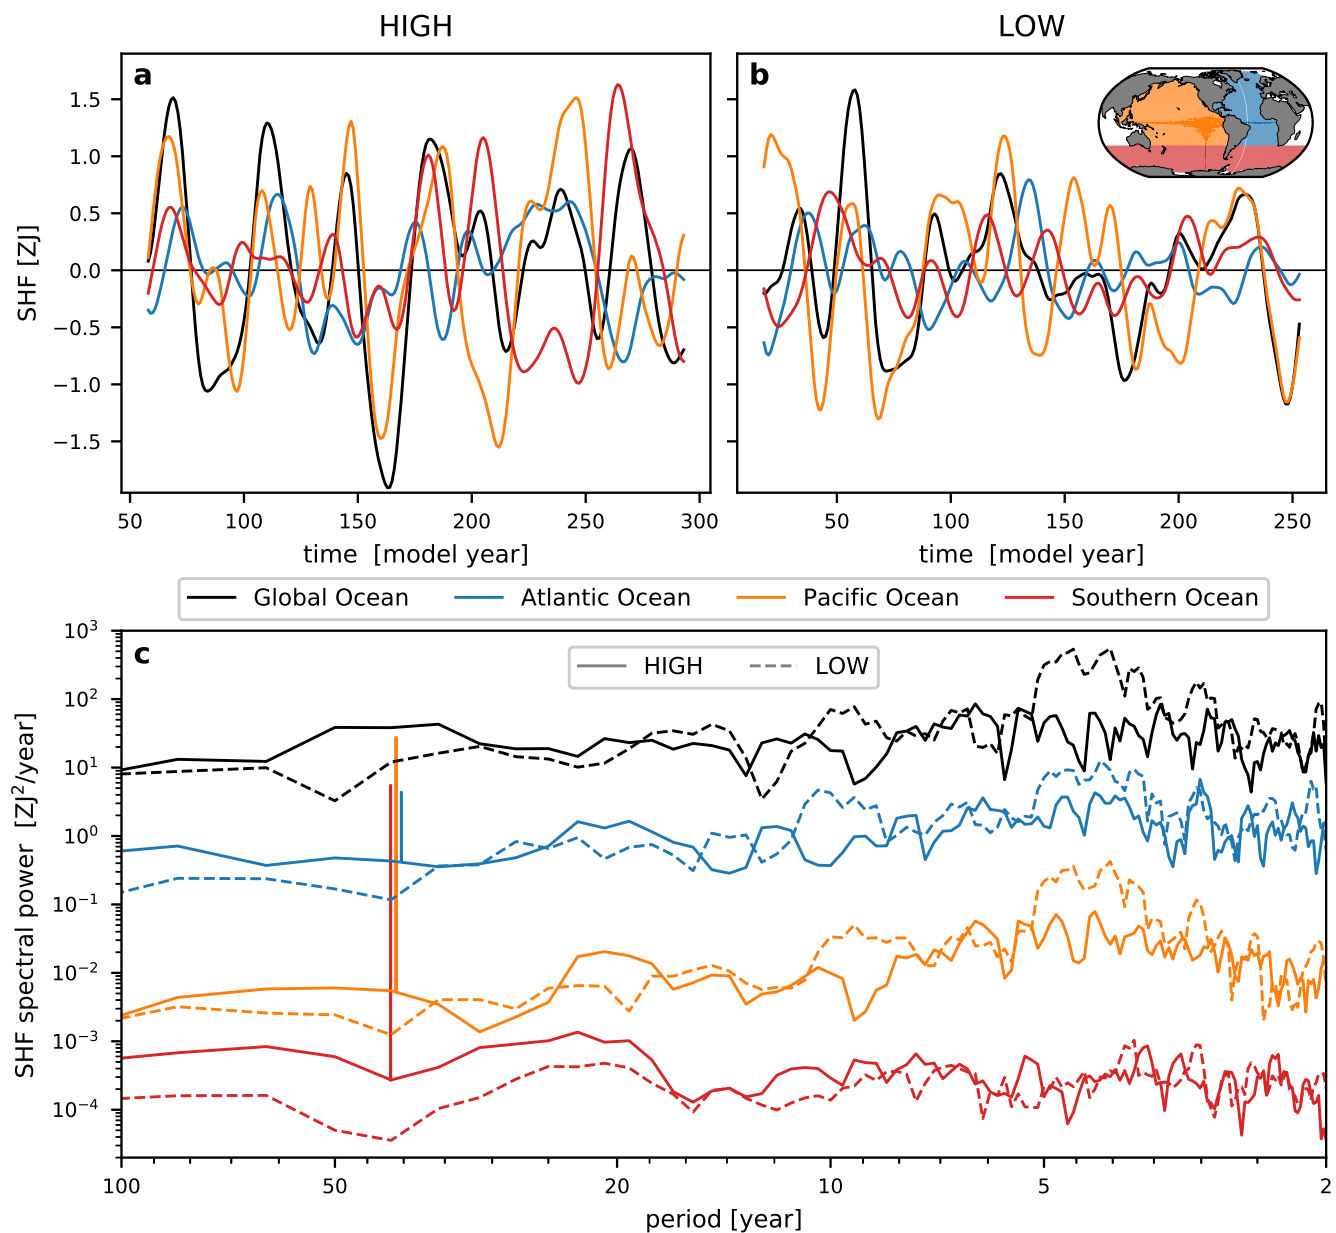 HIGH
LOW
a
b
1.5
1.0
0.5
0.0
−0.5
−1.0
−1.5
SHF [ZJ]
50 100 150 200 250 300
50 100 150 200 250
time [model year]
time [model year]
Global Ocean Atlantic Ocean Pacific Ocean Southern Ocean
c
HIGH LOW
10³
10²
10¹
10⁰
10⁻¹
10⁻²
10⁻³
10⁻⁴
SHF spectral power [ZJ²/year]
100 50 20 10 5 2
period [year]